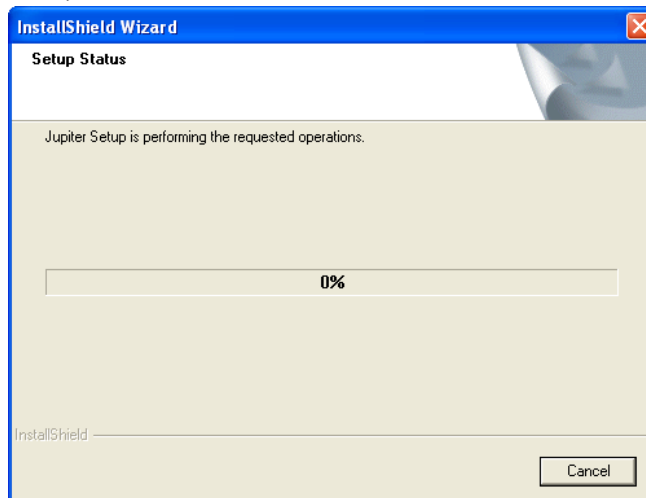 InstallShield Wizard
Setup Status
Jupiter Setup is performing the requested operations.
0%
InstallShield
Cancel